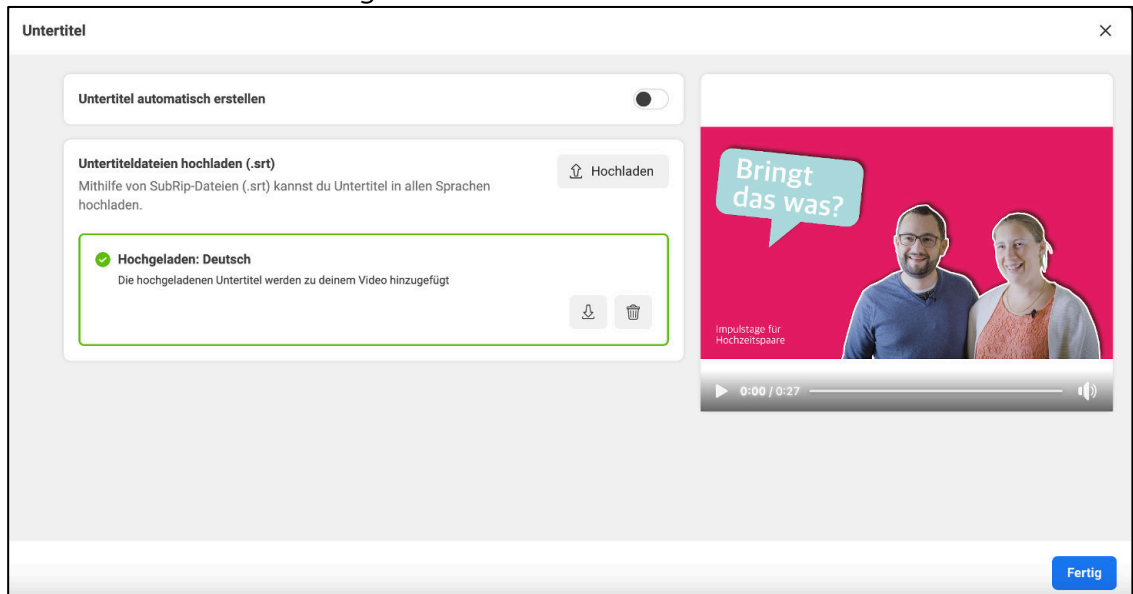 Untertitel
Untertitel automatisch erstellen
Untertiteldateien hochladen (.srt)
Mithilfe von SubRip-Dateien (.srt) kannst du Untertitel in allen Sprachen
hochladen.
Hochladen
Hochgeladen: Deutsch
Die hochgeladenen Untertitel werden zu deinem Video hinzugefügt
Bringt
das was?
Impulstage für
Hochzeitspaare
0:00 / 0:27
Fertig